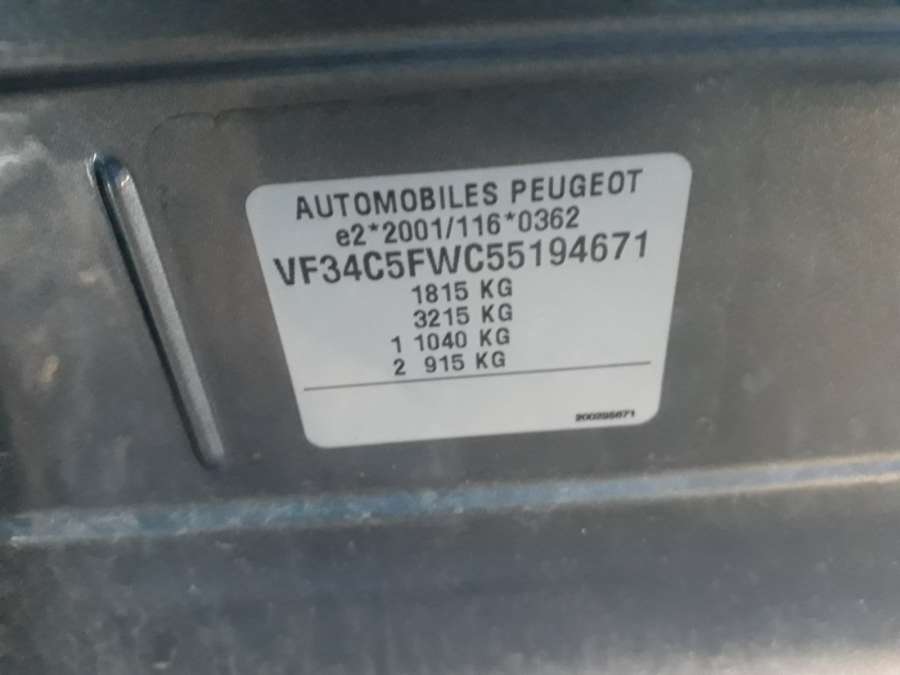 AUTOMOBILES PEUGEOT
e2*2001/116*0362
VF34C5FWC55194671
1815 KG
3215 KG
1 1040 KG
2 915 KG